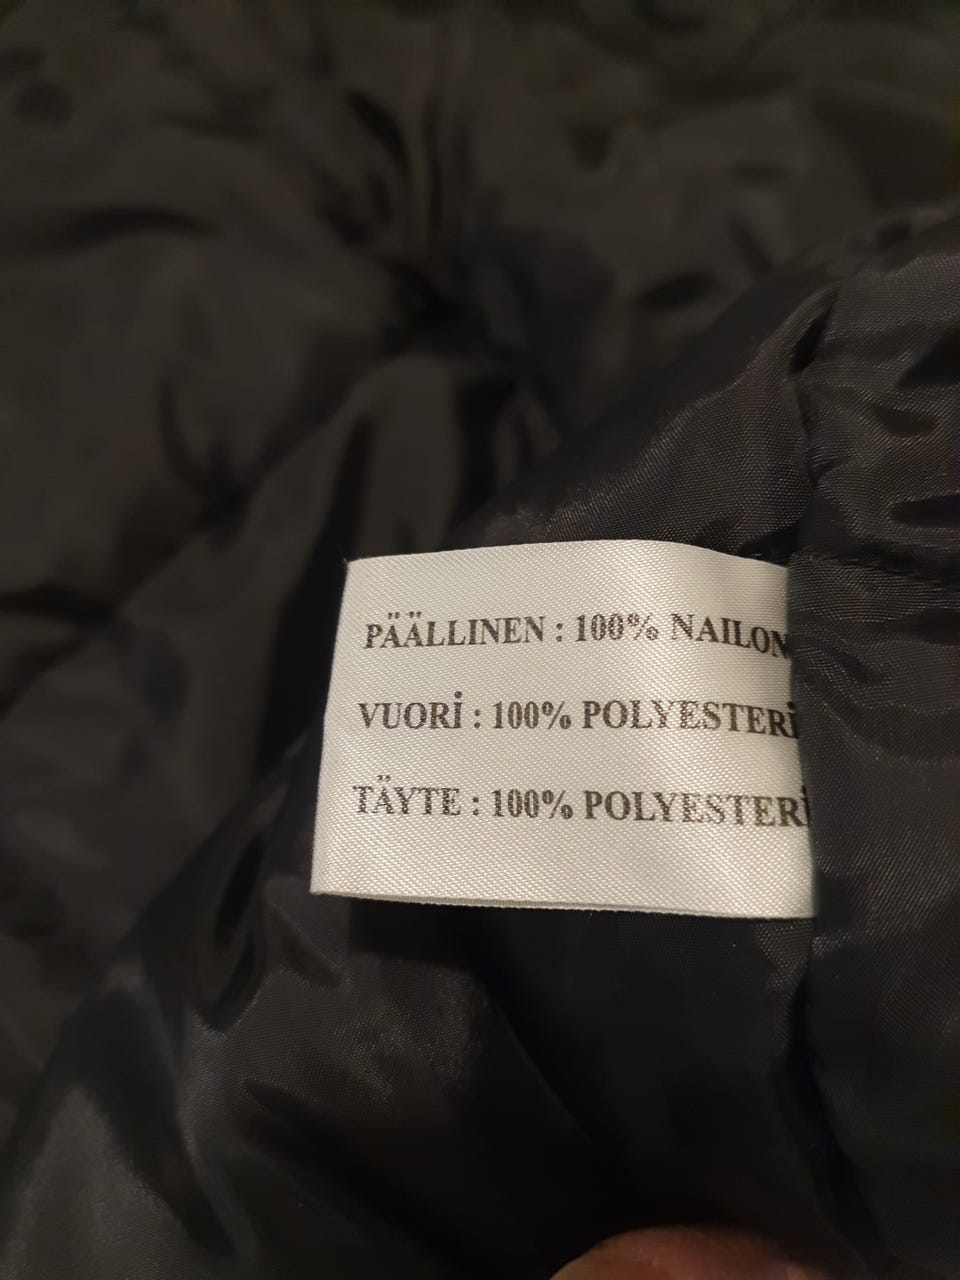 PÄÄLLINEN : 100% NAILON
VUORİ : 100% POLYESTERİ
TÄYTE : 100% POLYESTERİ